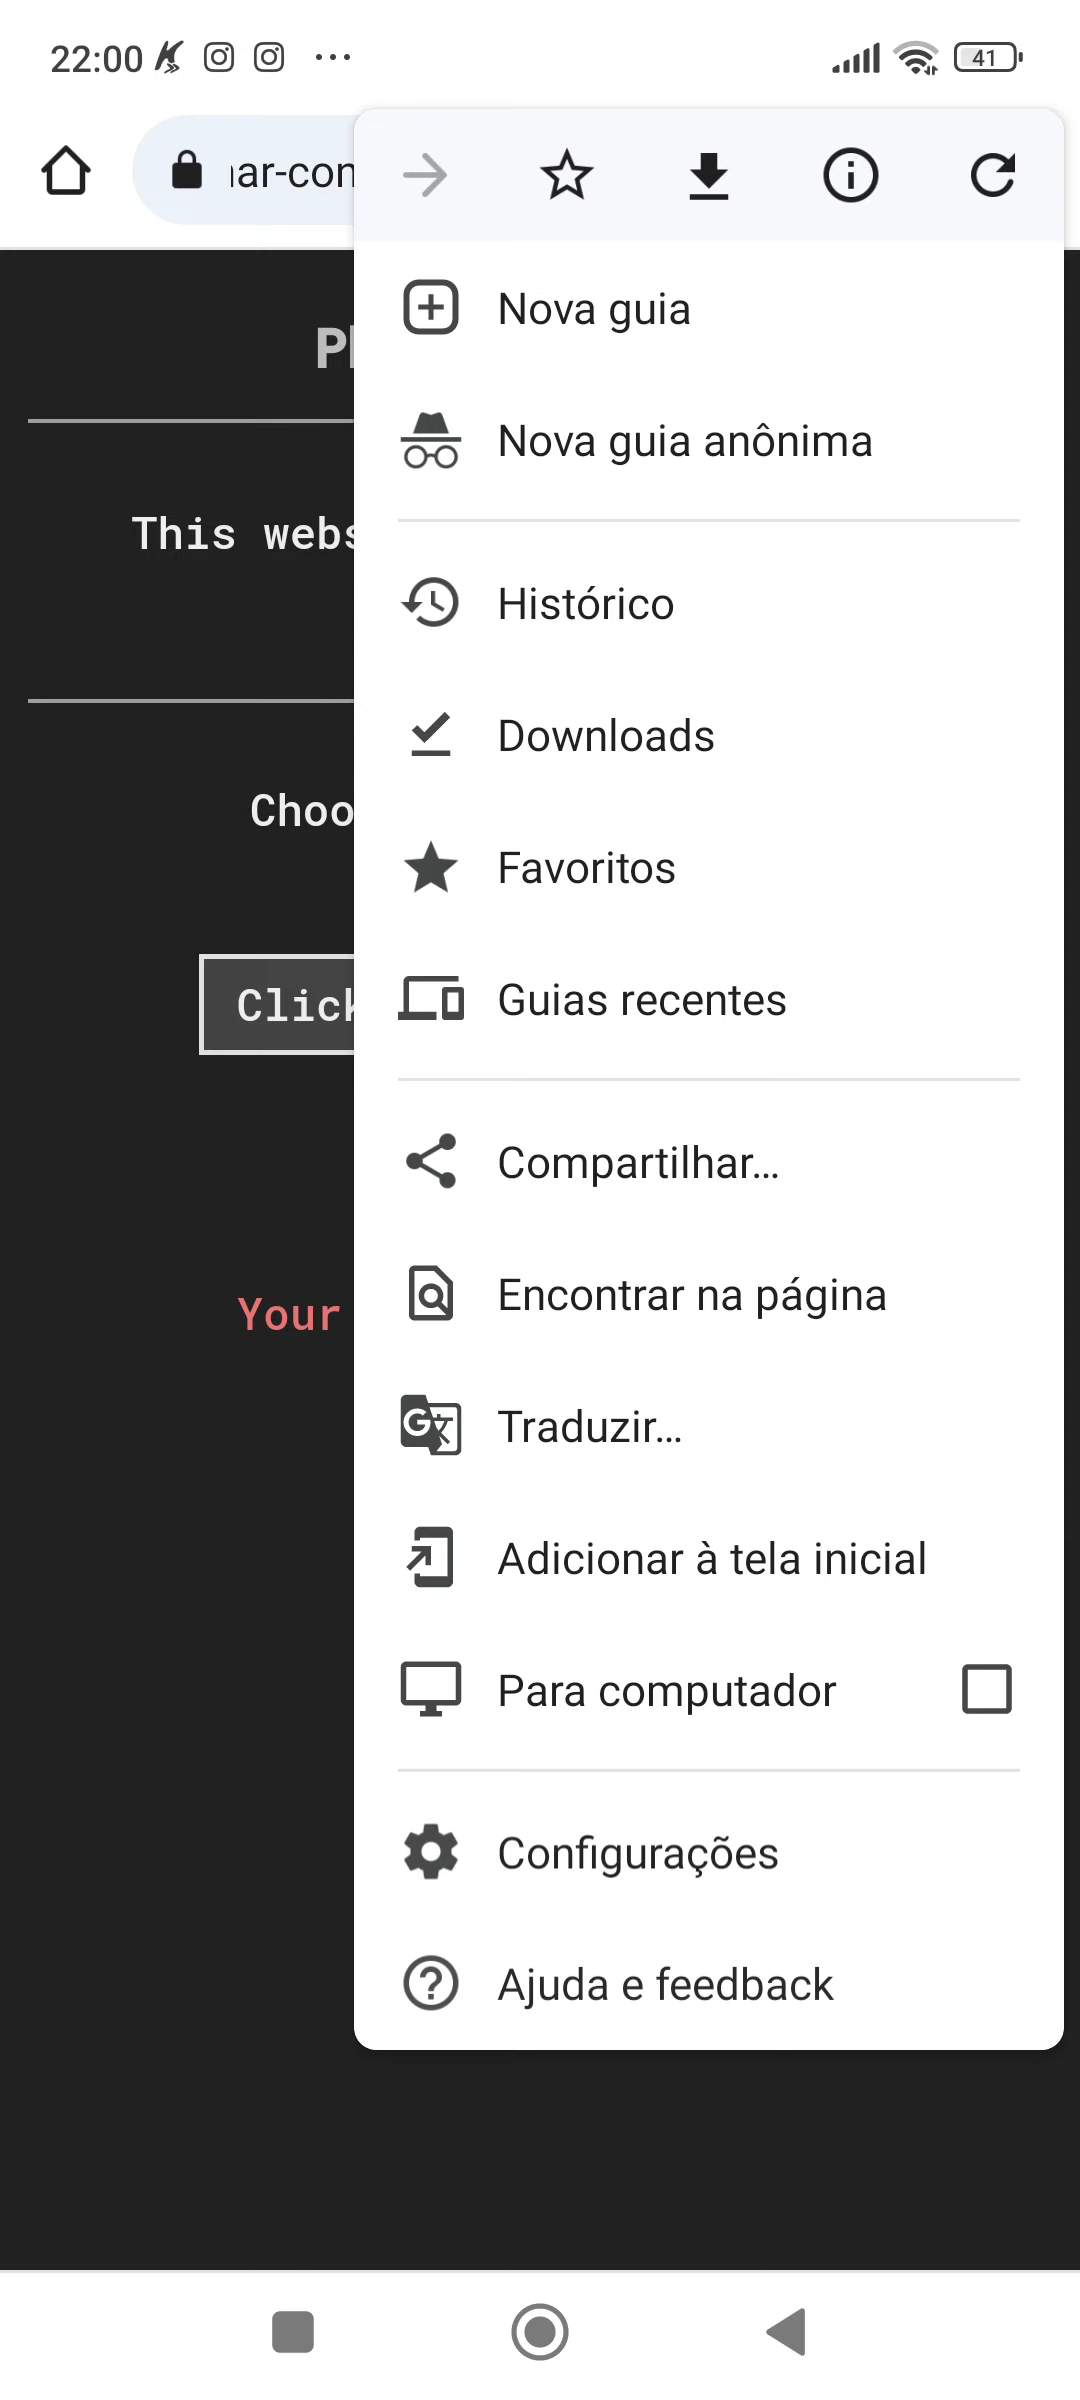 22:00
41
ar-con
Nova guia
Nova guia anônima
This webs
Histórico
Downloads
Choo
Favoritos
Guias recentes
Click
Compartilhar...
Encontrar na página
Your
Traduzir...
Adicionar à tela inicial
Para computador
Configurações
Ajuda e feedback